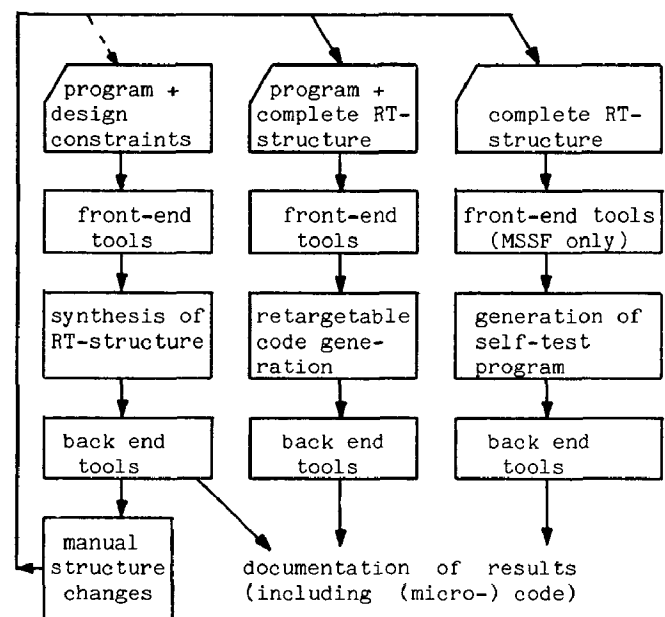 program +
design
constraints
program +
complete RT-
structure
complete RT-
structure
front-end
tools
front-end
tools
front-end tools
(MSSF only)
synthesis of
RT-structure
retargetable
code gene-
ration
generation of
self-test
program
back end
tools
back end
tools
back end
tools
manual
structure
changes
documentation of results
(including (micro-) code)